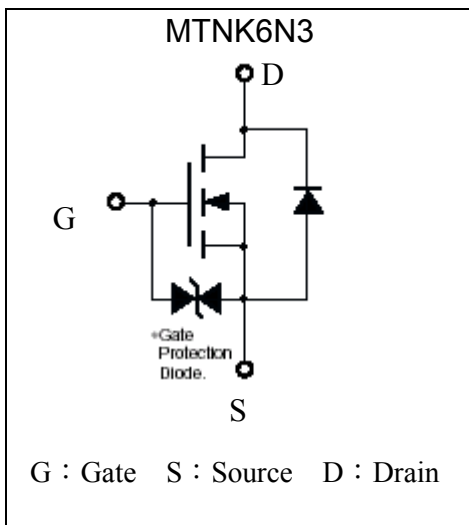 MTNK6N3
D
G
*Gate
Protection
Diode.
S
G：Gate S：Source D：Drain